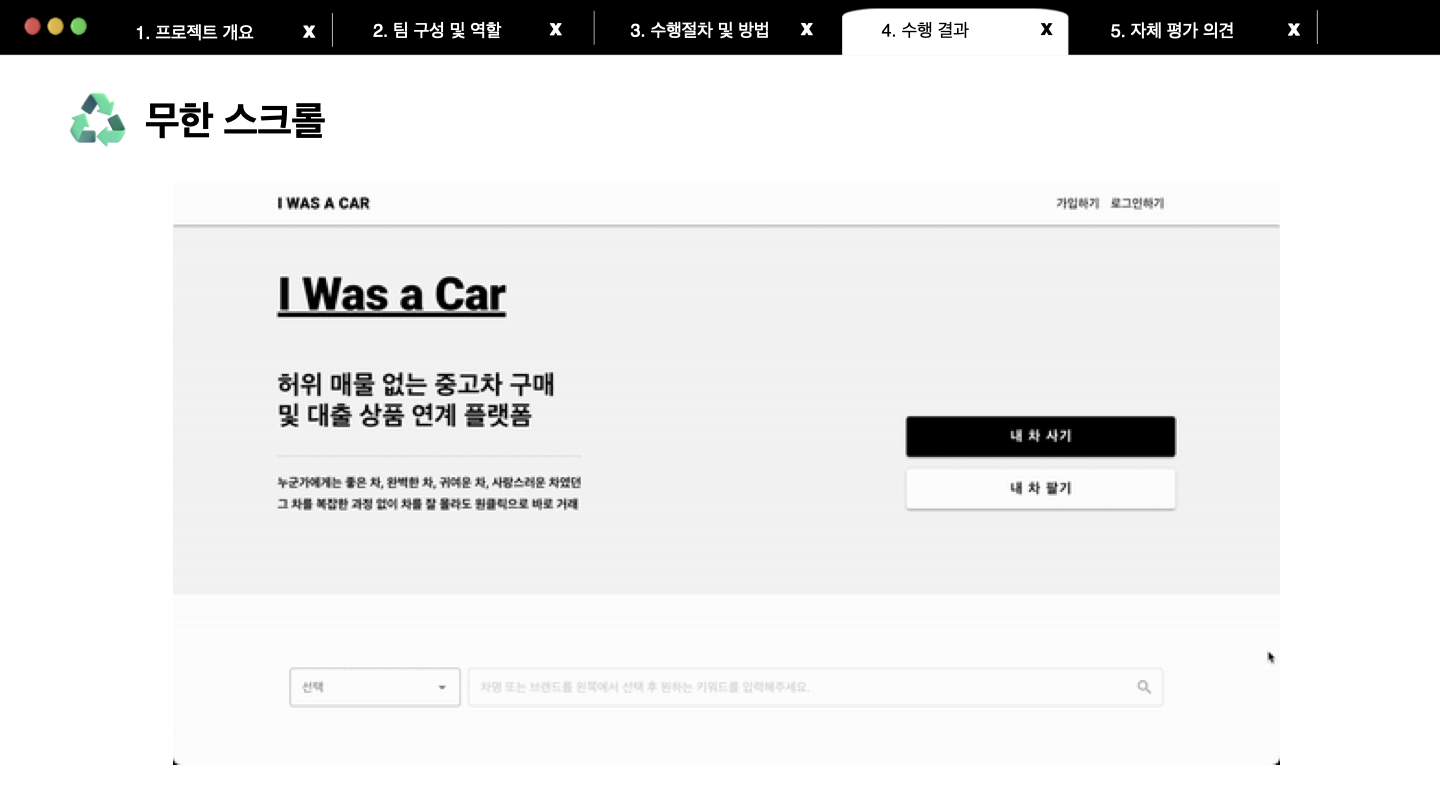 1. 프로젝트 개요 X 2. 팀 구성 및 역할 X 3. 수행절차 및 방법 X 4. 수행 결과 X 5. 자체 평가 의견 X
무한 스크롤
I WAS A CAR 가입하기 로그인하기
I Was a Car
허위 매물 없는 중고차 구매
및 대출 상품 연계 플랫폼
내 차 사기
누군가에게는 좋은 차, 완벽한 차, 귀여운 차, 사랑스러운 차였던
내 차 팔기
그 차를 복잡한 과정 없이 차를 잘 몰라도 원클릭으로 바로 거래
선택 차명 또는 브랜드를 왼쪽에서 선택 후 원하는 키워드를 입력해주세요.